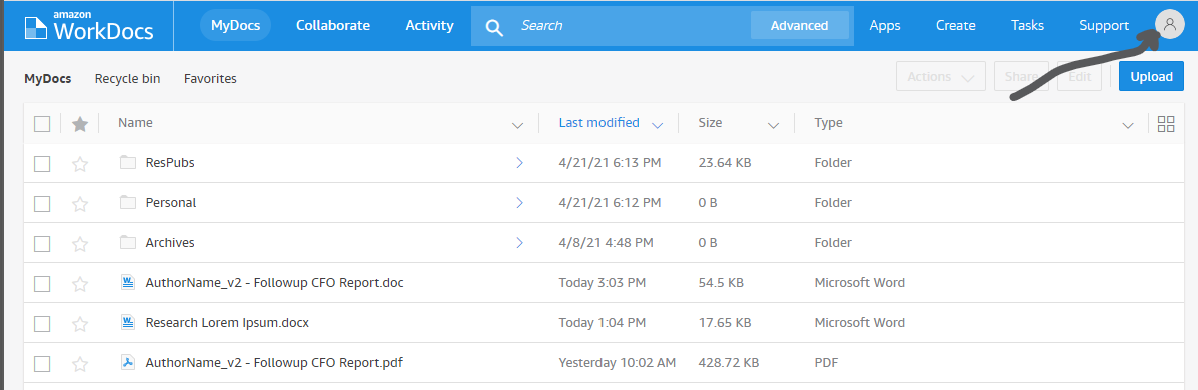 amazon
WorkDocs
MyDocs Collaborate Activity Search Advanced Apps Create Tasks Support
MyDocs Recycle bin Favorites Actions Share Edit Upload
Name Last modified Size Type
ResPubs 4/21/21 6:13 PM 23.64 KB Folder
Personal 4/21/21 6:12 PM 0 B Folder
Archives 4/8/21 4:48 PM 0 B Folder
AuthorName_v2 - Followup CFO Report.doc Today 3:03 PM 54.5 KB Microsoft Word
Research Lorem Ipsum.docx Today 1:04 PM 17.65 KB Microsoft Word
AuthorName_v2 - Followup CFO Report.pdf Yesterday 10:02 AM 428.72 KB PDF